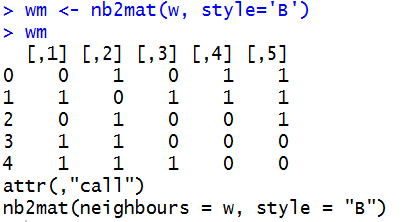 > wm <- nb2mat(w, style='B')
> wm
  [,1] [,2] [,3] [,4] [,5]
0    0    1    0    1    1
1    1    0    1    1    1
2    0    1    0    0    1
3    1    1    0    0    0
4    1    1    1    0    0
attr(,"call")
nb2mat(neighbours = w, style = "B")